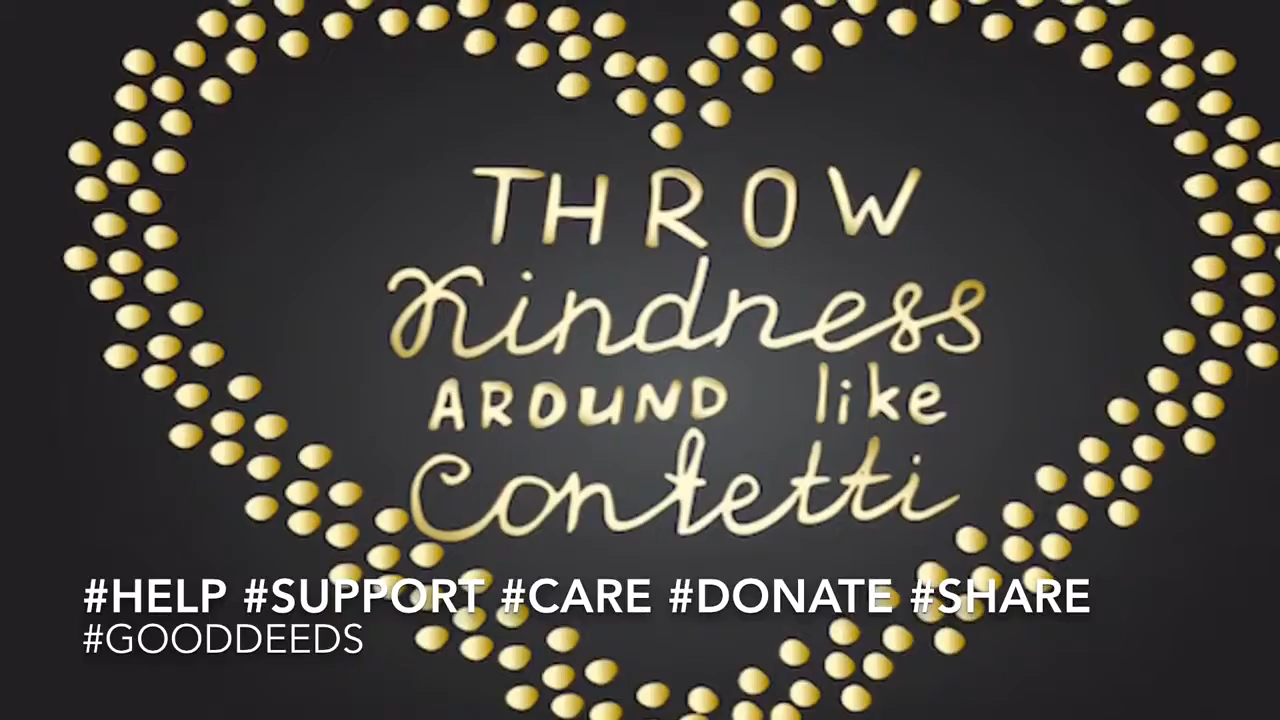 THROW
Kindness
AROUND like
Confetti
#HELP #SUPPORT #CARE #DONATE #SHARE
#GOODDEEDS